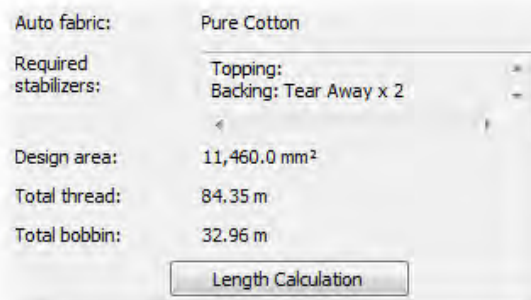 Auto fabric: Pure Cotton
Required stabilizers: Topping:
Backing: Tear Away x 2
Design area: 11,460.0 mm²
Total thread: 84.35 m
Total bobbin: 32.96 m
Length Calculation